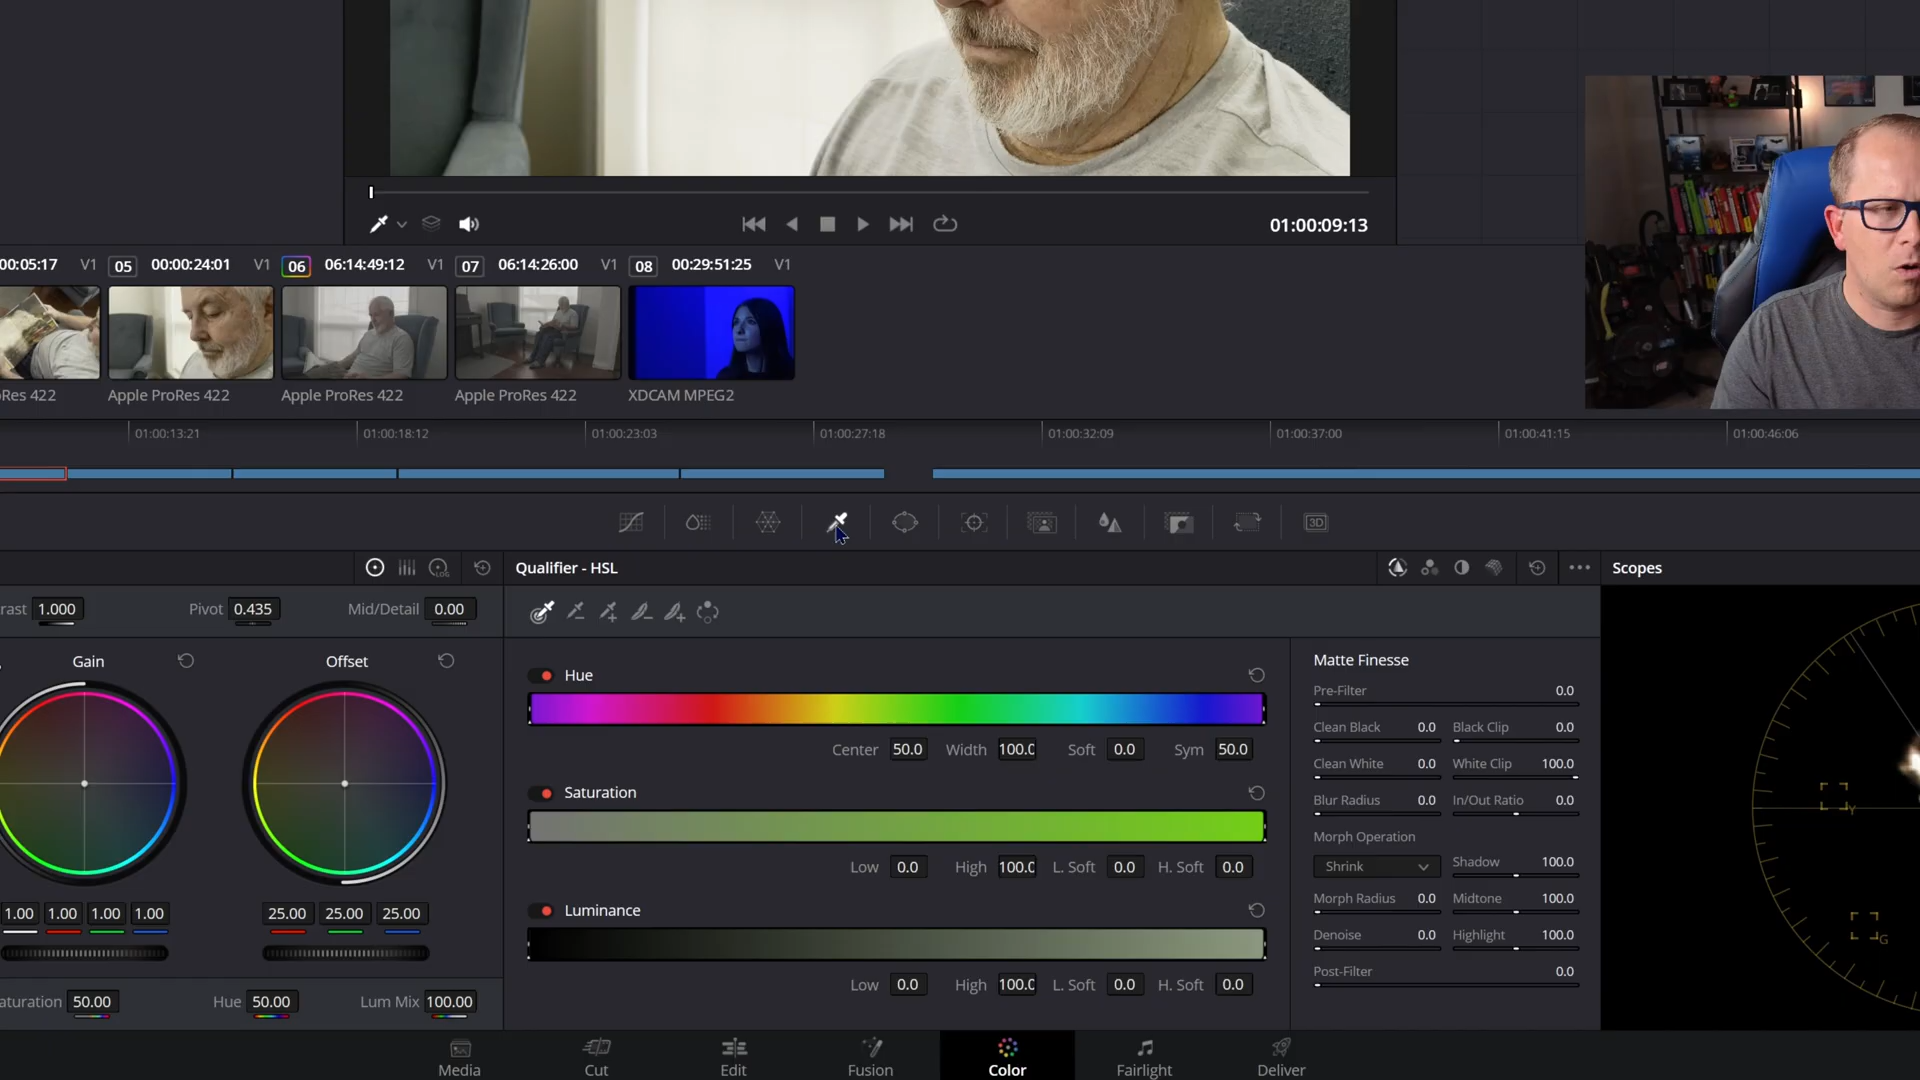 01:00:09:13
00:05:17 V1 05 00:00:24:01 V1 06 06:14:49:12 V1 07 06:14:26:00 V1 08 00:29:51:25 V1
Res 422 Apple ProRes 422 Apple ProRes 422 Apple ProRes 422 XDCAM MPEG2
01:00:13:21 01:00:18:12 01:00:23:03 01:00:27:18 01:00:32:09 01:00:37:00 01:00:41:15 01:00:46:06
3D
LOG Qualifier - HSL Scopes
rast 1.000 Pivot 0.435 Mid/Detail 0.00
Gain Offset
1.00 1.00 1.00 1.00 25.00 25.00 25.00
aturation 50.00 Hue 50.00 Lum Mix 100.00
Hue
Center 50.0 Width 100.0 Soft 0.0 Sym 50.0
Saturation
Low 0.0 High 100.0 L. Soft 0.0 H. Soft 0.0
Luminance
Low 0.0 High 100.0 L. Soft 0.0 H. Soft 0.0
Matte Finesse
Pre-Filter 0.0
Clean Black 0.0 Black Clip 0.0
Clean White 0.0 White Clip 100.0
Blur Radius 0.0 In/Out Ratio 0.0
Morph Operation
Shrink Shadow 100.0
Morph Radius 0.0 Midtone 100.0
Denoise 0.0 Highlight 100.0
Post-Filter 0.0
Y
G
Media Cut Edit Fusion Color Fairlight Deliver